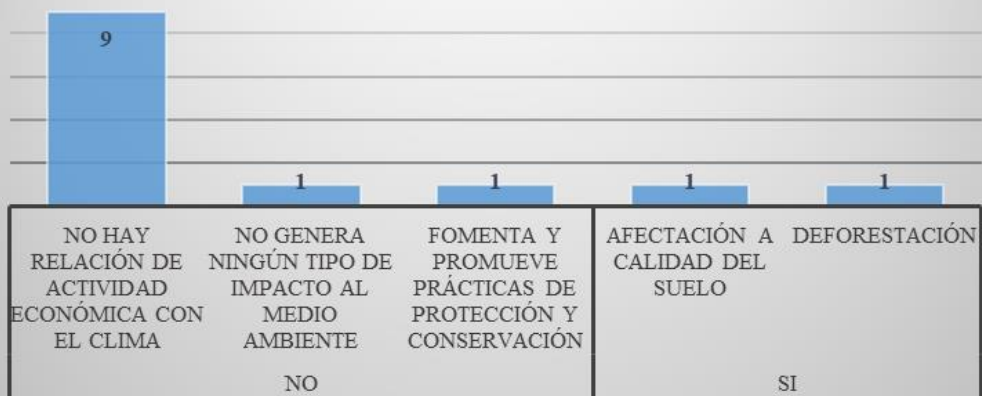 9
1
1
1
1
NO HAY
RELACIÓN DE
ACTIVIDAD
ECONÓMICA CON
EL CLIMA
NO GENERA
NINGÚN TIPO DE
IMPACTO AL
MEDIO
AMBIENTE
FOMENTA Y
PROMUEVE
PRÁCTICAS DE
PROTECCIÓN Y
CONSERVACIÓN
AFECTACIÓN A
CALIDAD DEL
SUELO
DEFORESTACIÓN
NO
SI